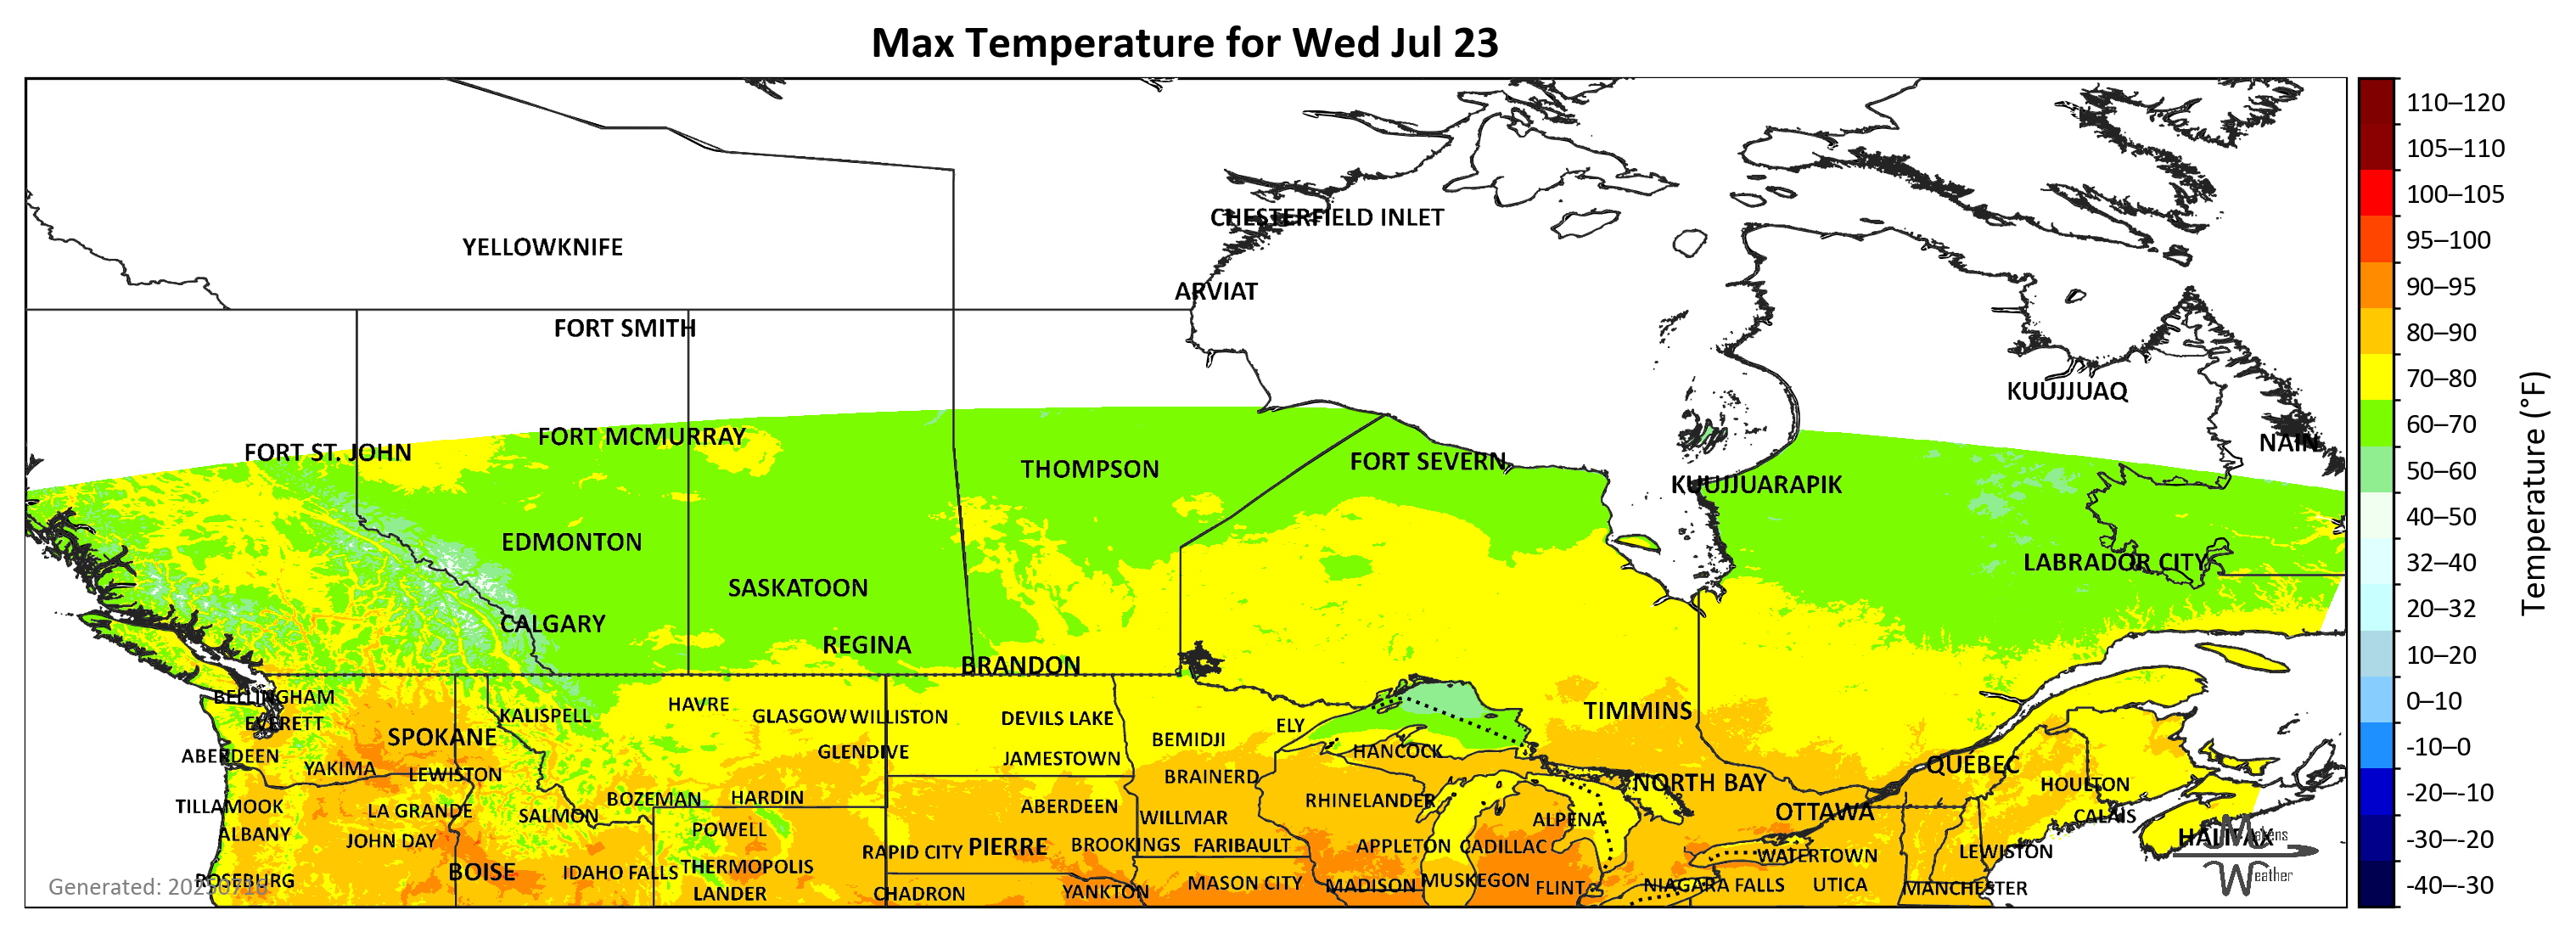 Max Temperature for Wed Jul 23
CHESTERFIELD INLET
YELLOWKNIFE
ARVIAT
FORT SMITH
KUUJJUAQ
FORT MCMURRAY
FORT ST. JOHN
NAIN
THOMPSON
FORT SEVERN
KUUJJUARAPIK
EDMONTON
LABRADOR CITY
SASKATOON
CALGARY
REGINA
BRANDON
BELLINGHAM
HAVRE
KALISPELL
GLASGOW
WILLISTON
DEVILS LAKE
TIMMINS
EVERETT
ELY
SPOKANE
BEMIDJI
ABERDEEN
GLENDIVE
JAMESTOWN
HANCOCK
QUÉBEC
YAKIMA
LEWISTON
BRAINERD
NORTH BAY
HOULTON
BOZEMAN
HARDIN
RHINELANDER
TILLAMOOK
LA GRANDE
SALMON
ABERDEEN
WILLMAR
ALPENA
OTTAWA
CALAIS
ALBANY
JOHN DAY
POWELL
HALIFAX
Makens
RAPID CITY
PIERRE
BROOKINGS
FARIBAULT
APPLETON
CADILLAC
WATERTOWN
LEWISTON
BOISE
IDAHO FALLS
THERMOPOLIS
Weather
ROSEBURG
Generated: 20250716
LANDER
CHADRON
YANKTON
MASON CITY
MADISON
MUSKEGON
FLINT
NIAGARA FALLS
UTICA
MANCHESTER
110–120
105–110
100–105
95–100
90–95
80–90
70–80
60–70
50–60
40–50
32–40
20–32
10–20
0–10
-10–0
-20–-10
-30–-20
-40–-30
Temperature (°F)